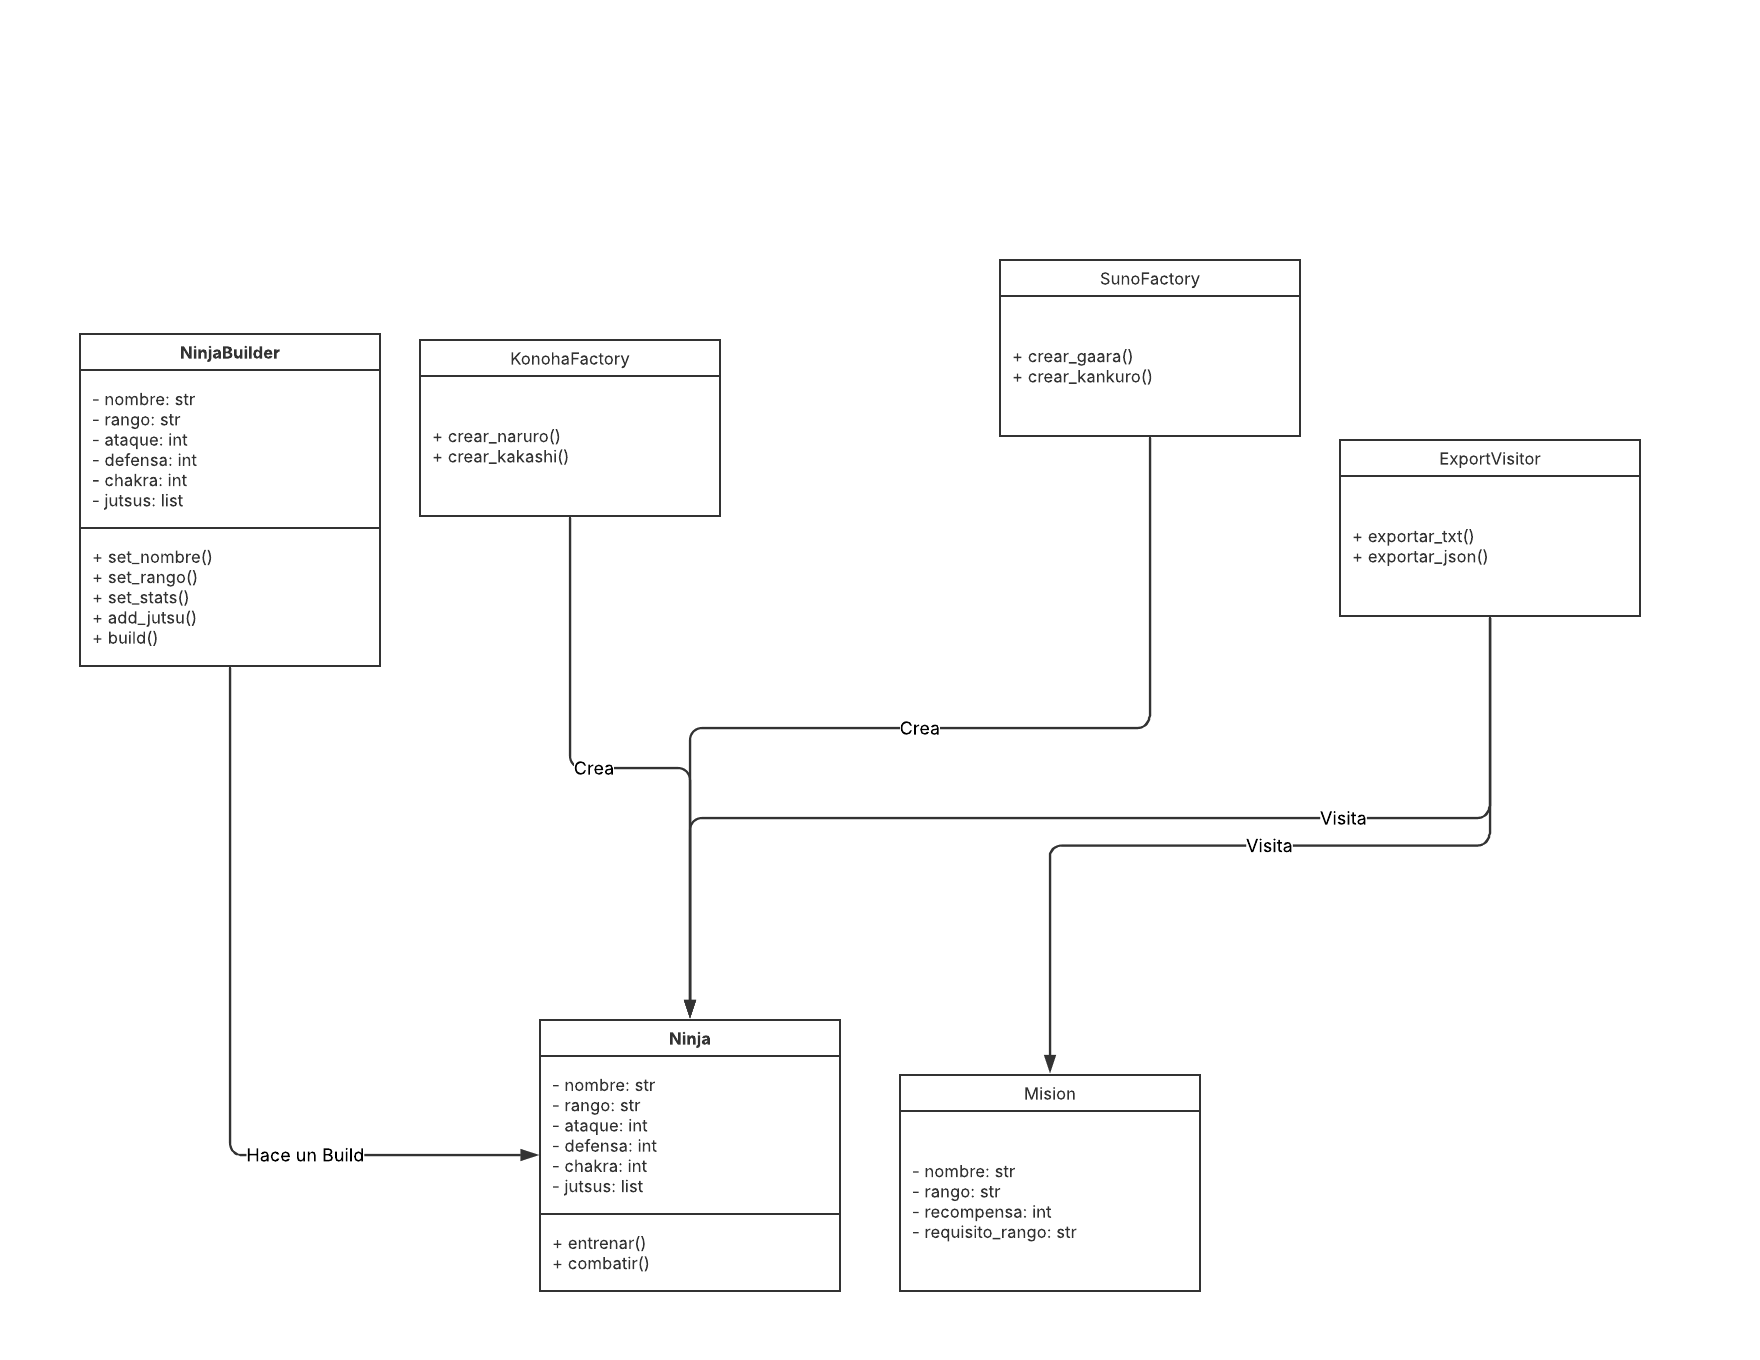 NinjaBuilder
- nombre: str
- rango: str
- ataque: int
- defensa: int
- chakra: int
- jutsus: list
+ set_nombre()
+ set_rango()
+ set_stats()
+ add_jutsu()
+ build()
KonohaFactory
+ crear_naruro()
+ crear_kakashi()
SunoFactory
+ crear_gaara()
+ crear_kankuro()
ExportVisitor
+ exportar_txt()
+ exportar_json()
Crea
Crea
Visita
Visita
Hace un Build
Ninja
- nombre: str
- rango: str
- ataque: int
- defensa: int
- chakra: int
- jutsus: list
+ entrenar()
+ combatir()
Mision
- nombre: str
- rango: str
- recompensa: int
- requisito_rango: str